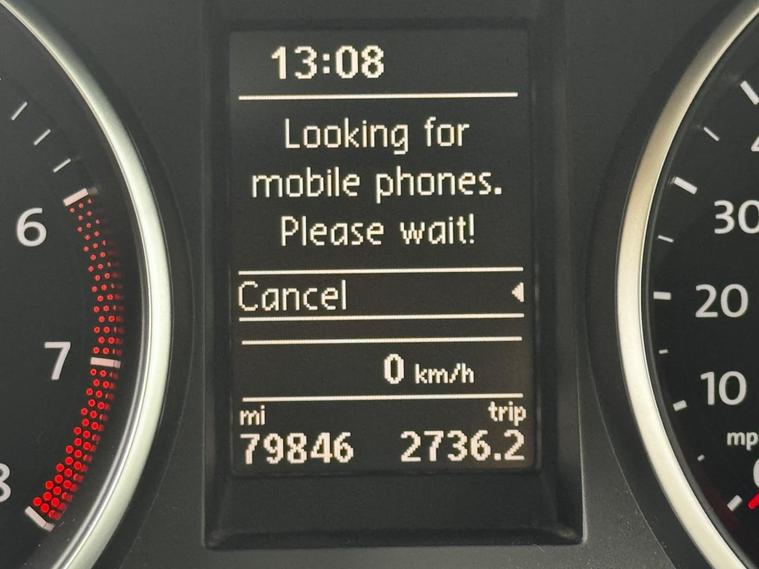 13:08
Looking for
mobile phones.
Please wait!
Cancel
0 km/h
mi trip
79846 2736.2
6
7
8
30
20
10